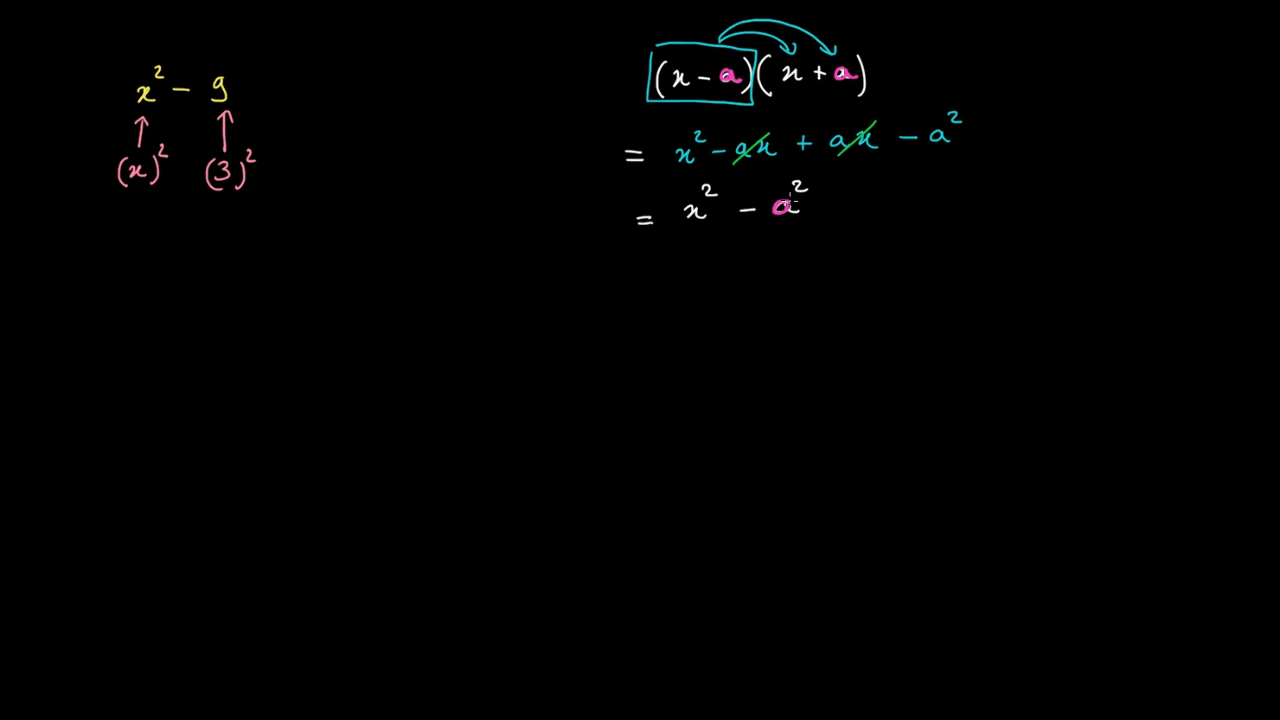 x² - 9
(x)² (3)²
(x - a)(x + a)
= x² - ax + ax - a²
= x² - a²